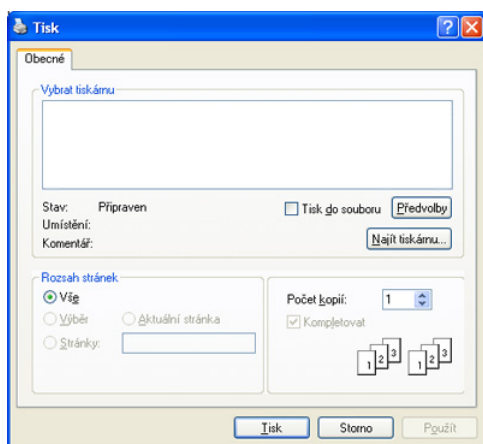 Tisk
Obecné
Vybrat tiskárnu
Stav: Připraven
Tisk do souboru Předvolby
Umístění:
Komentář:
Najít tiskárnu...
Rozsah stránek
Vše
Výběr Aktuální stránka
Stránky:
Počet kopií: 1
Kompletovat
1 2 3 1 2 3
Tisk Storno Použít